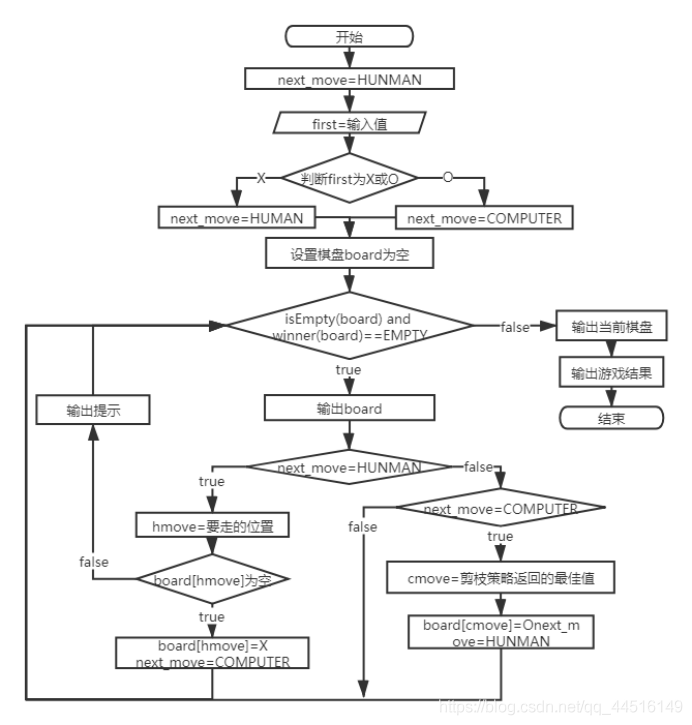 开始
next_move=HUNMAN
first=输入值
判断first为X或O
X
O
next_move=HUMAN
next_move=COMPUTER
设置棋盘board为空
isEmpty(board) and
winner(board)==EMPTY
false
输出当前棋盘
true
输出游戏结果
输出提示
输出board
结束
next_move=HUNMAN
true
false
hmove=要走的位置
next_move=COMPUTER
false
true
false
board[hmove]为空
cmove=剪枝策略返回的最佳值
true
board[hmove]=X
next_move=COMPUTER
board[cmove]=Onext_m
ove=HUNMAN
https://blog.csdn.net/qq_44516149